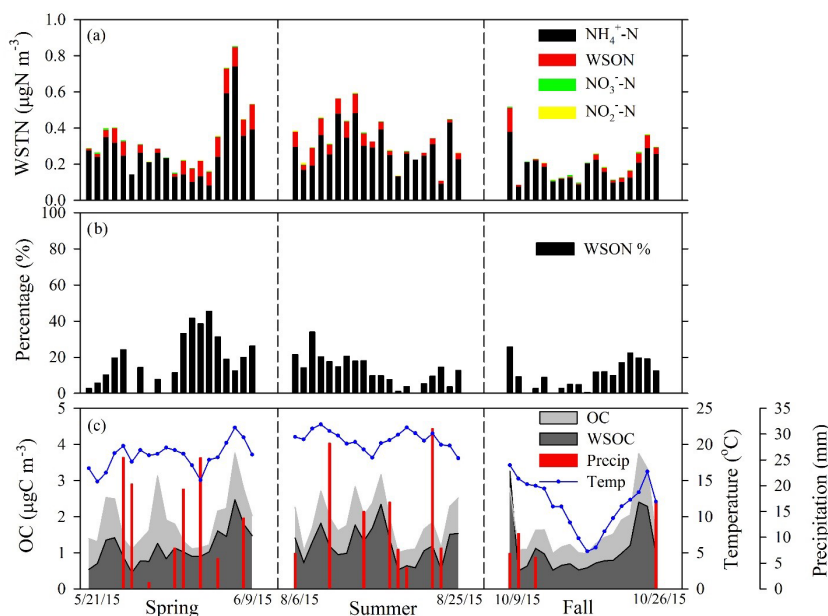 (a)
WSTN (µgN m⁻³)
1.0
0.8
0.6
0.4
0.2
0.0
NH₄⁺-N
WSON
NO₃⁻-N
NO₂⁻-N
(b)
Percentage (%)
100
80
60
40
20
0
WSON %
(c)
OC (µgC m⁻³)
5
4
3
2
1
0
OC
WSOC
Precip
Temp
25
20
15
10
5
0
Temperature (°C)
35
30
25
20
15
10
5
0
Precipitation (mm)
5/21/15 Spring 6/9/15 8/6/15 Summer 8/25/15 10/9/15 Fall 10/26/15